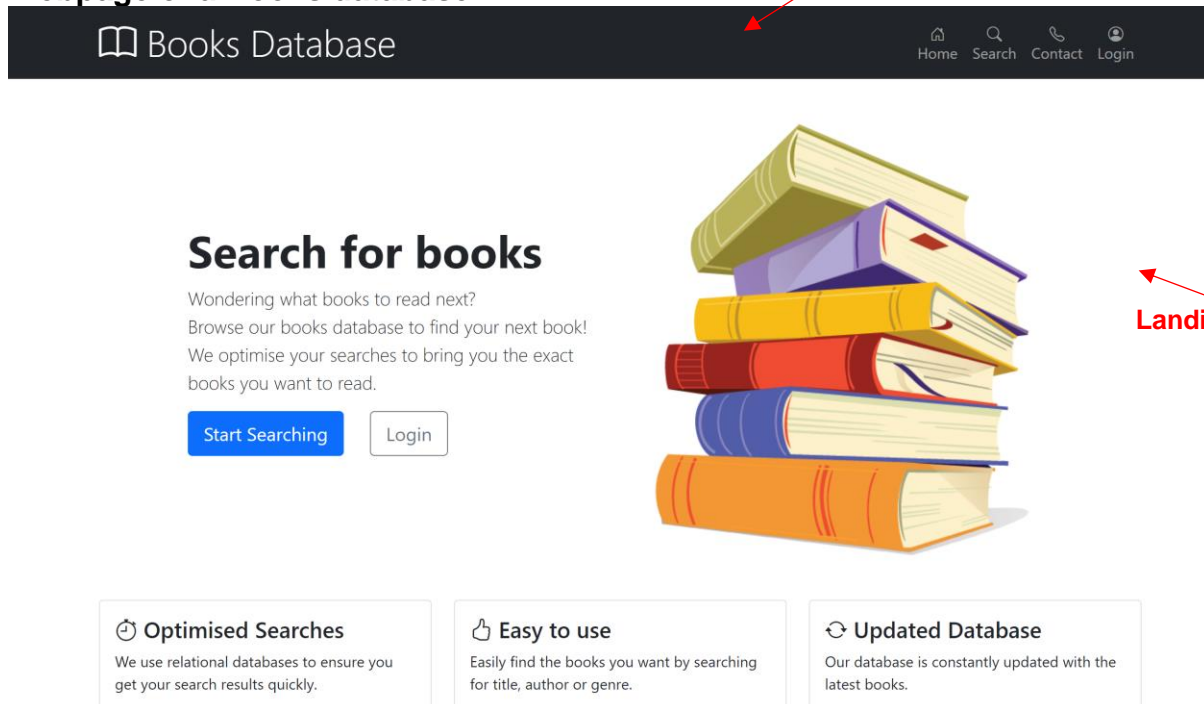 Books Database
Home Search Contact Login
Search for books
Wondering what books to read next?
Browse our books database to find your next book!
We optimise your searches to bring you the exact
books you want to read.
Start Searching Login
Optimised Searches
We use relational databases to ensure you
get your search results quickly.
Easy to use
Easily find the books you want by searching
for title, author or genre.
Updated Database
Our database is constantly updated with the
latest books.